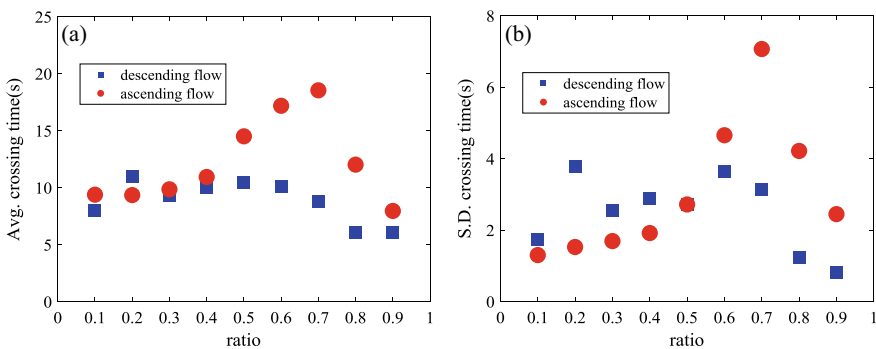 (a)
Avg. crossing time(s)
25
20
15
10
5
0
descending flow
ascending flow
0 0.1 0.2 0.3 0.4 0.5 0.6 0.7 0.8 0.9 1
ratio
(b)
S.D. crossing time(s)
8
6
4
2
0
descending flow
ascending flow
0 0.1 0.2 0.3 0.4 0.5 0.6 0.7 0.8 0.9 1
ratio